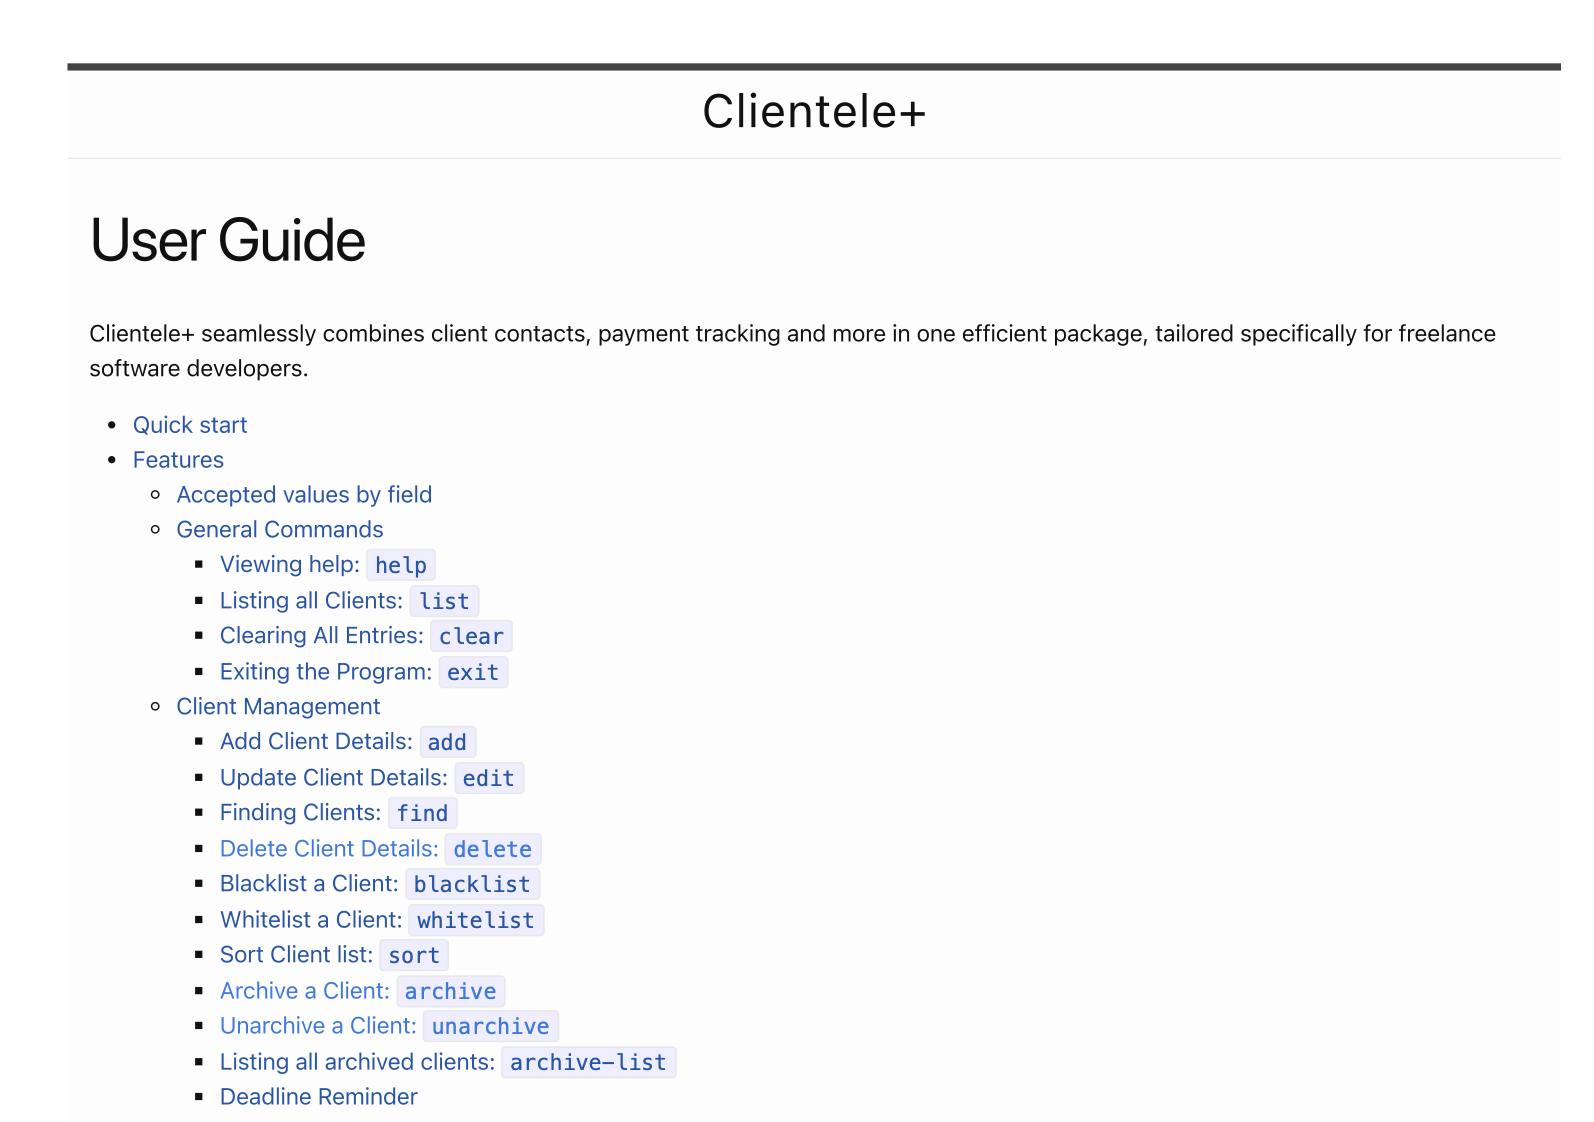 Clientele+
User Guide
Clientele+ seamlessly combines client contacts, payment tracking and more in one efficient package, tailored specifically for freelance
software developers.
Quick start
Features
Accepted values by field
General Commands
Viewing help: help
Listing all Clients: list
Clearing All Entries: clear
Exiting the Program: exit
Client Management
Add Client Details: add
Update Client Details: edit
Finding Clients: find
Delete Client Details: delete
Blacklist a Client: blacklist
Whitelist a Client: whitelist
Sort Client list: sort
Archive a Client: archive
Unarchive a Client: unarchive
Listing all archived clients: archive-list
Deadline Reminder